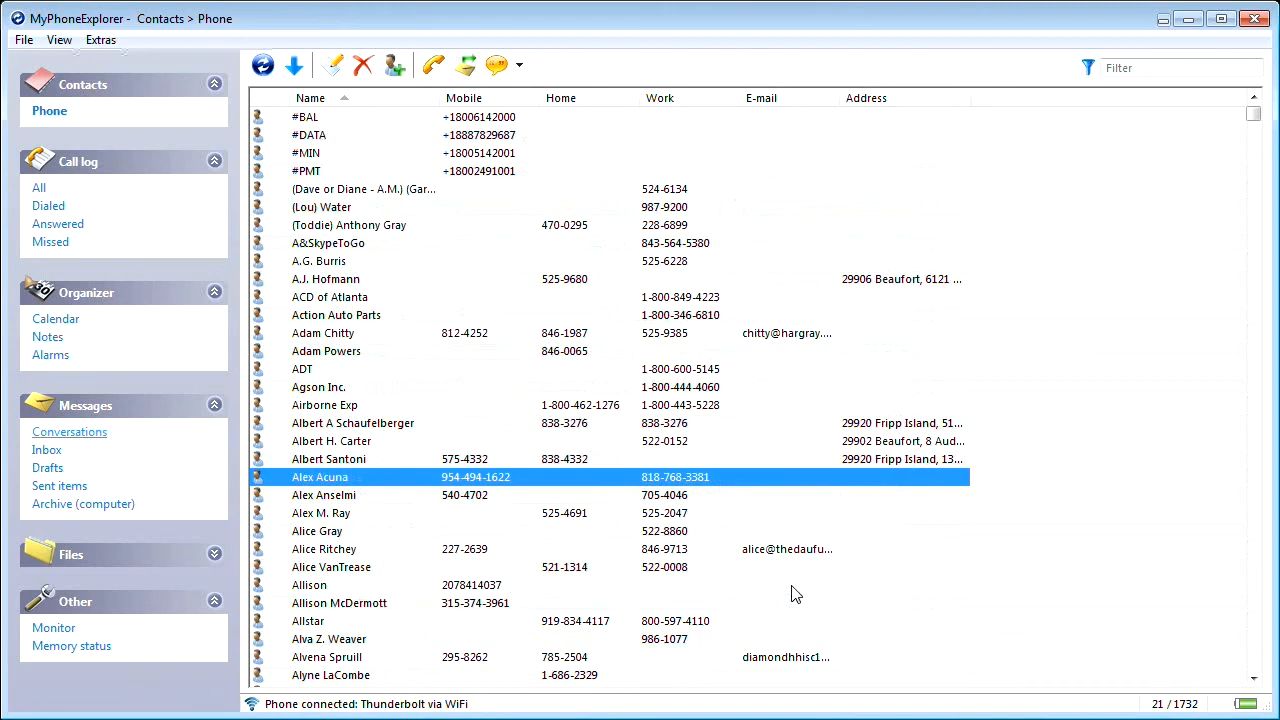 MyPhoneExplorer - Contacts > Phone
File View Extras
Contacts
Phone
Call log
All
Dialed
Answered
Missed
Organizer
Calendar
Notes
Alarms
Messages
Conversations
Inbox
Drafts
Sent items
Archive (computer)
Files
Other
Monitor
Memory status
Filter
Name Mobile Home Work E-mail Address
#BAL +18006142000
#DATA +18887829687
#MIN +18005142001
#PMT +18002491001
(Dave or Diane - A.M.) (Gar... 524-6134
(Lou) Water 987-9200
(Toddie) Anthony Gray 470-0295 228-6899
A&SkypeToGo 843-564-5380
A.G. Burris 525-6228
A.J. Hofmann 525-9680 29906 Beaufort, 6121 ...
ACD of Atlanta 1-800-849-4223
Action Auto Parts 1-800-346-6810
Adam Chitty 812-4252 846-1987 525-9385 chitty@hargray....
Adam Powers 846-0065
ADT 1-800-600-5145
Agson Inc. 1-800-444-4060
Airborne Exp 1-800-462-1276 1-800-443-5228
Albert A Schaufelberger 838-3276 838-3276 29920 Fripp Island, 51...
Albert H. Carter 522-0152 29902 Beaufort, 8 Aud...
Albert Santoni 575-4332 838-4332 29920 Fripp Island, 13...
Alex Acuna 954-494-1622 818-768-3381
Alex Anselmi 540-4702 705-4046
Alex M. Ray 525-4691 525-2047
Alice Gray 522-8860
Alice Ritchey 227-2639 846-9713 alice@thedaufu...
Alice VanTrease 521-1314 522-0008
Allison 2078414037
Allison McDermott 315-374-3961
Allstar 919-834-4117 800-597-4110
Alva Z. Weaver 986-1077
Alvena Spruill 295-8262 785-2504 diamondhhisc1...
Alyne LaCombe 1-686-2329
Phone connected: Thunderbolt via WiFi 21 / 1732